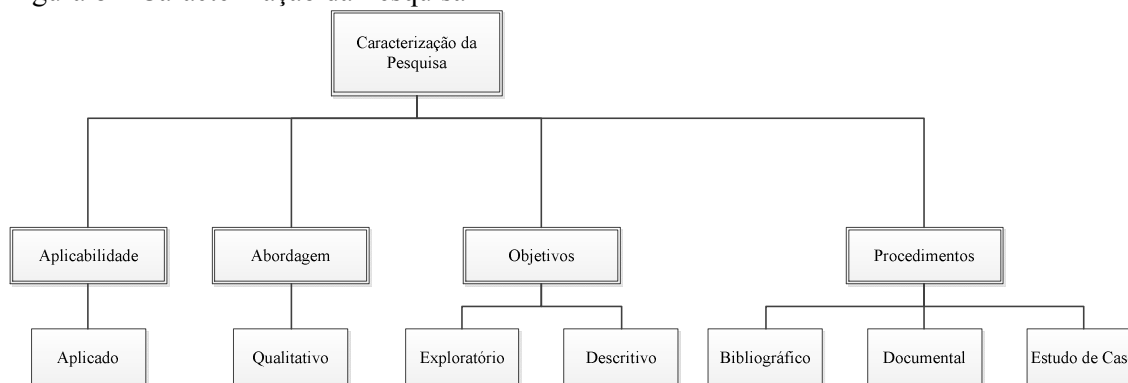 Caracterização da
Pesquisa
Aplicabilidade
Abordagem
Objetivos
Procedimentos
Aplicado
Qualitativo
Exploratório
Descritivo
Bibliográfico
Documental
Estudo de Cas